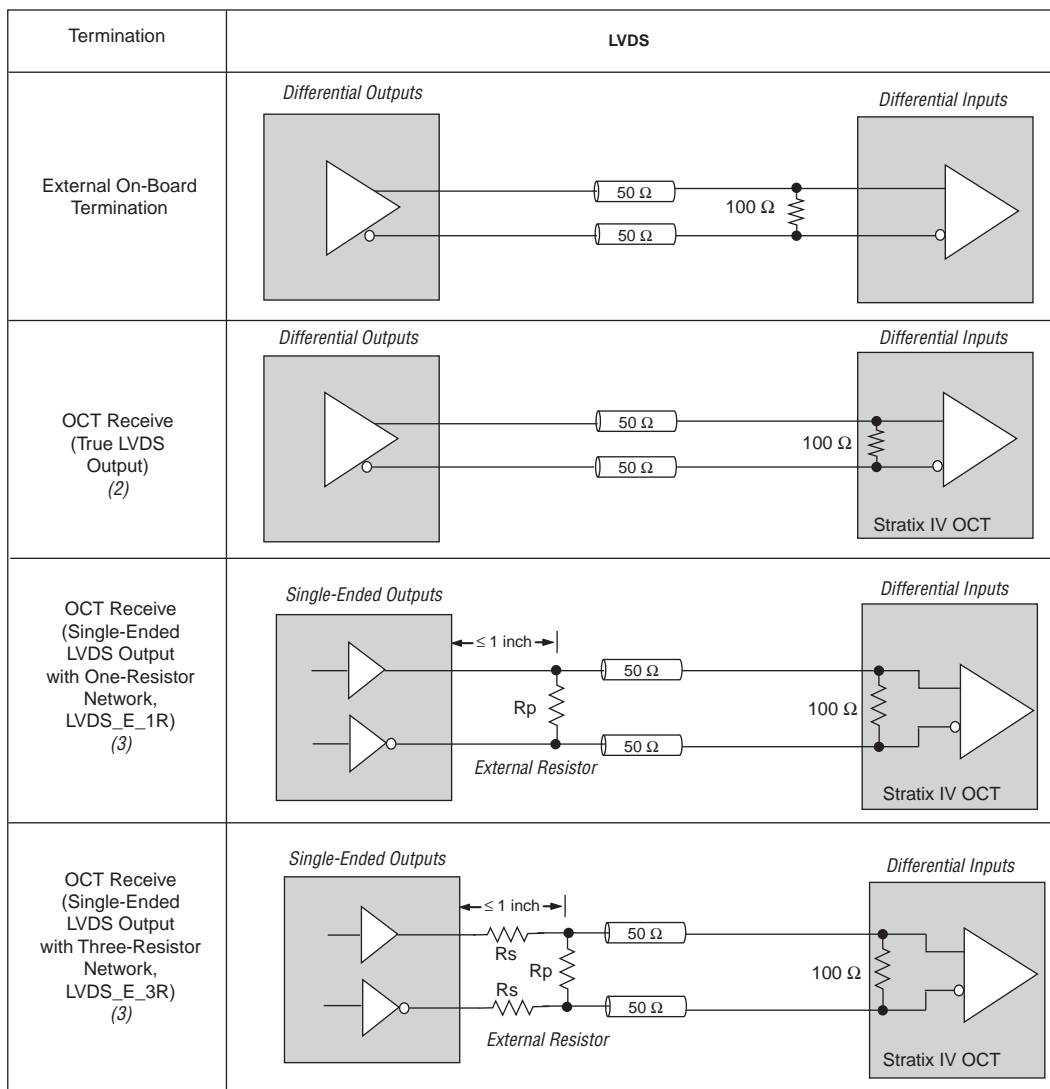 Termination
LVDS
External On-Board
Termination
Differential Outputs
Differential Inputs
50 Ω
50 Ω
100 Ω
OCT Receive
(True LVDS
Output)
(2)
Differential Outputs
Differential Inputs
50 Ω
50 Ω
100 Ω
Stratix IV OCT
OCT Receive
(Single-Ended
LVDS Output
with One-Resistor
Network,
LVDS_E_1R)
(3)
Single-Ended Outputs
Differential Inputs
≤ 1 inch
50 Ω
Rp
100 Ω
50 Ω
External Resistor
Stratix IV OCT
OCT Receive
(Single-Ended
LVDS Output
with Three-Resistor
Network,
LVDS_E_3R)
(3)
Single-Ended Outputs
Differential Inputs
≤ 1 inch
50 Ω
Rs
Rp
100 Ω
Rs
50 Ω
External Resistor
Stratix IV OCT